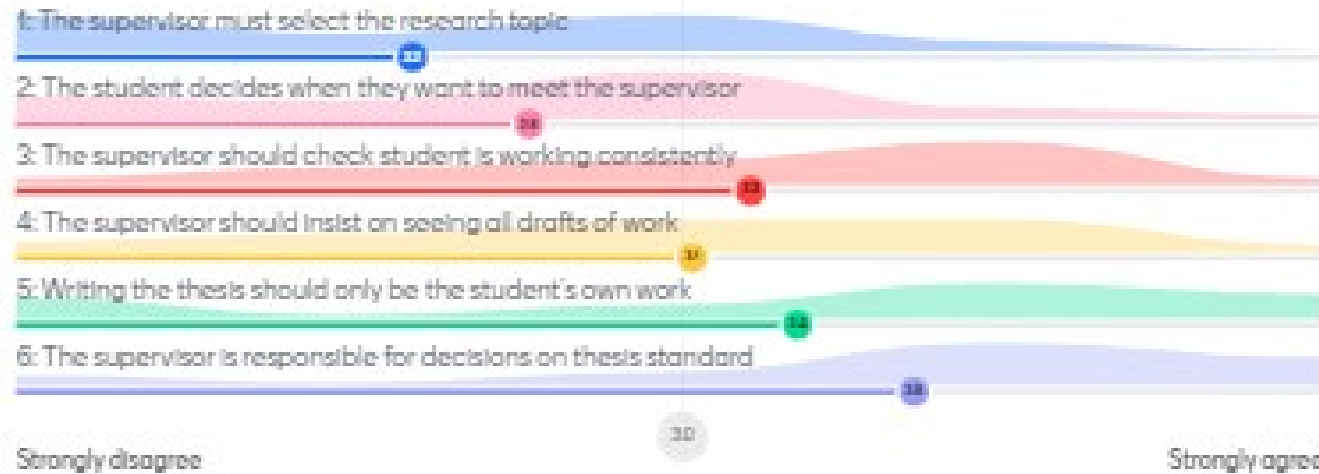 1: The supervisor must select the research topic
2: The student decides when they want to meet the supervisor
3: The supervisor should check student is working consistently
4: The supervisor should insist on seeing all drafts of work
5: Writing the thesis should only be the student's own work
6: The supervisor is responsible for decisions on thesis standard
3.0
Strongly disagree
Strongly agree